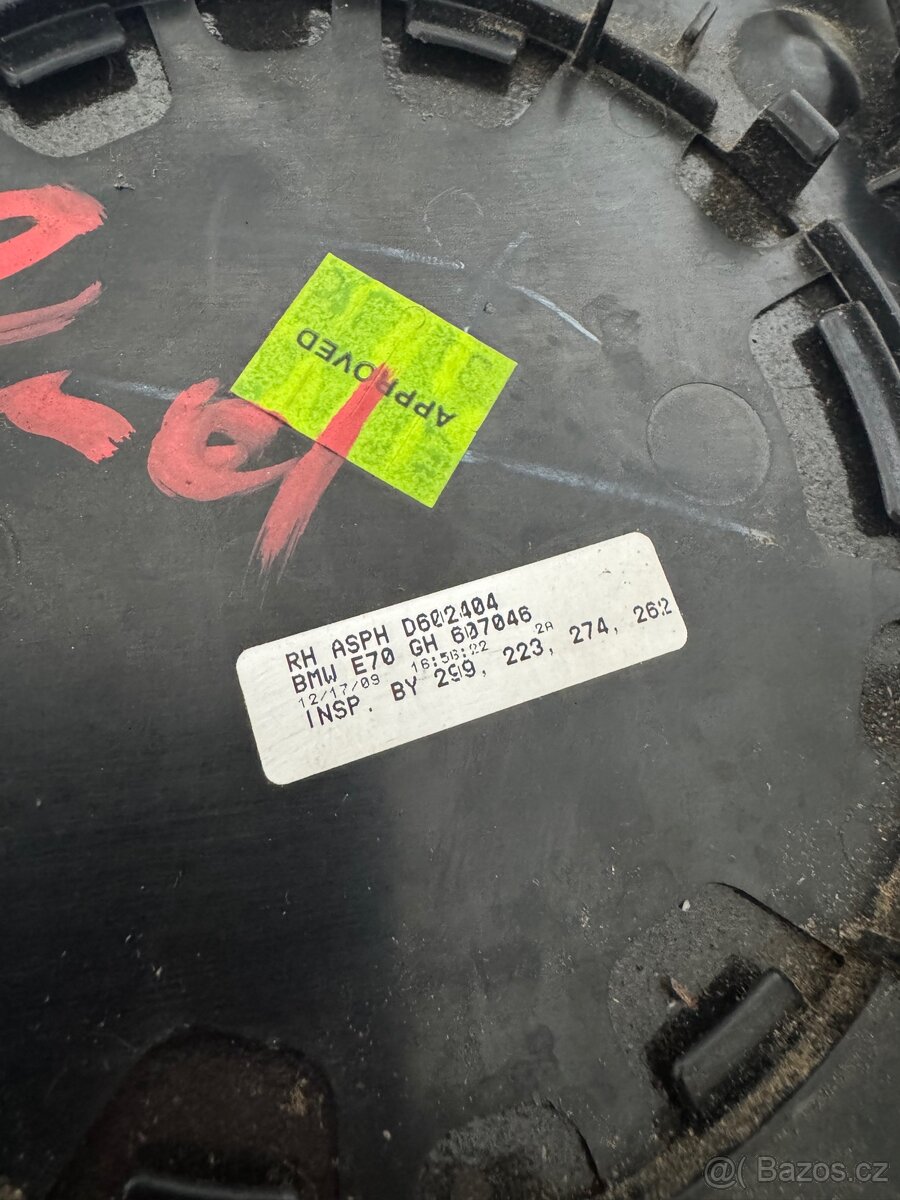 APPROVED
RH ASPH D602404
BMW E70 GH 607046
12/17/09 16:56:22 2A
INSP. BY 299, 223, 274, 262
@( Bazos.cz